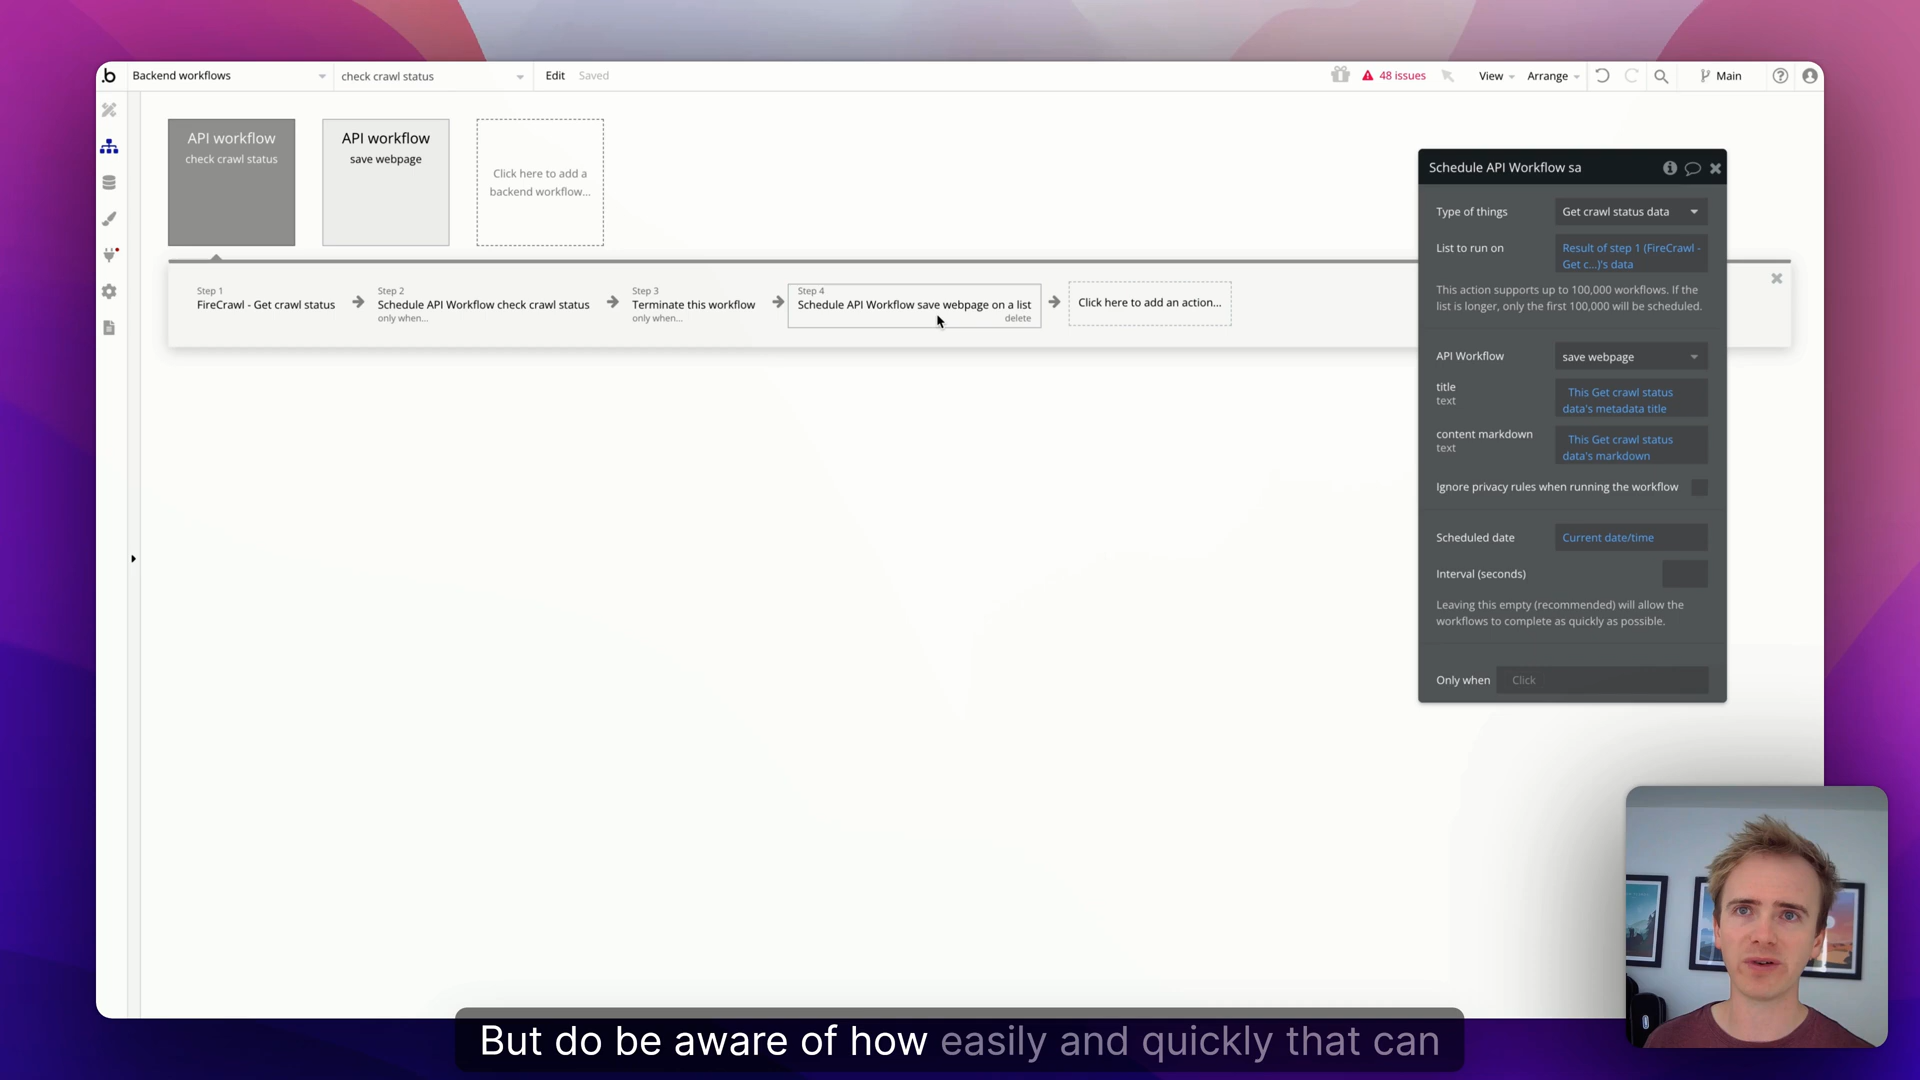 .b Backend workflows
check crawl status
Edit
Saved
48 issues
View
Arrange
Main
API workflow
check crawl status
API workflow
save webpage
Click here to add a
backend workflow...
Step 1
FireCrawl - Get crawl status
Step 2
Schedule API Workflow check crawl status
only when...
Step 3
Terminate this workflow
only when...
Step 4
Schedule API Workflow save webpage on a list
delete
Click here to add an action...
Schedule API Workflow sa
Type of things
Get crawl status data
List to run on
Result of step 1 (FireCrawl -
Get c...)'s data
This action supports up to 100,000 workflows. If the
list is longer, only the first 100,000 will be scheduled.
API Workflow
save webpage
title
text
This Get crawl status
data's metadata title
content markdown
text
This Get crawl status
data's markdown
Ignore privacy rules when running the workflow
Scheduled date
Current date/time
Interval (seconds)
Leaving this empty (recommended) will allow the
workflows to complete as quickly as possible.
Only when
Click
But do be aware of how easily and quickly that can